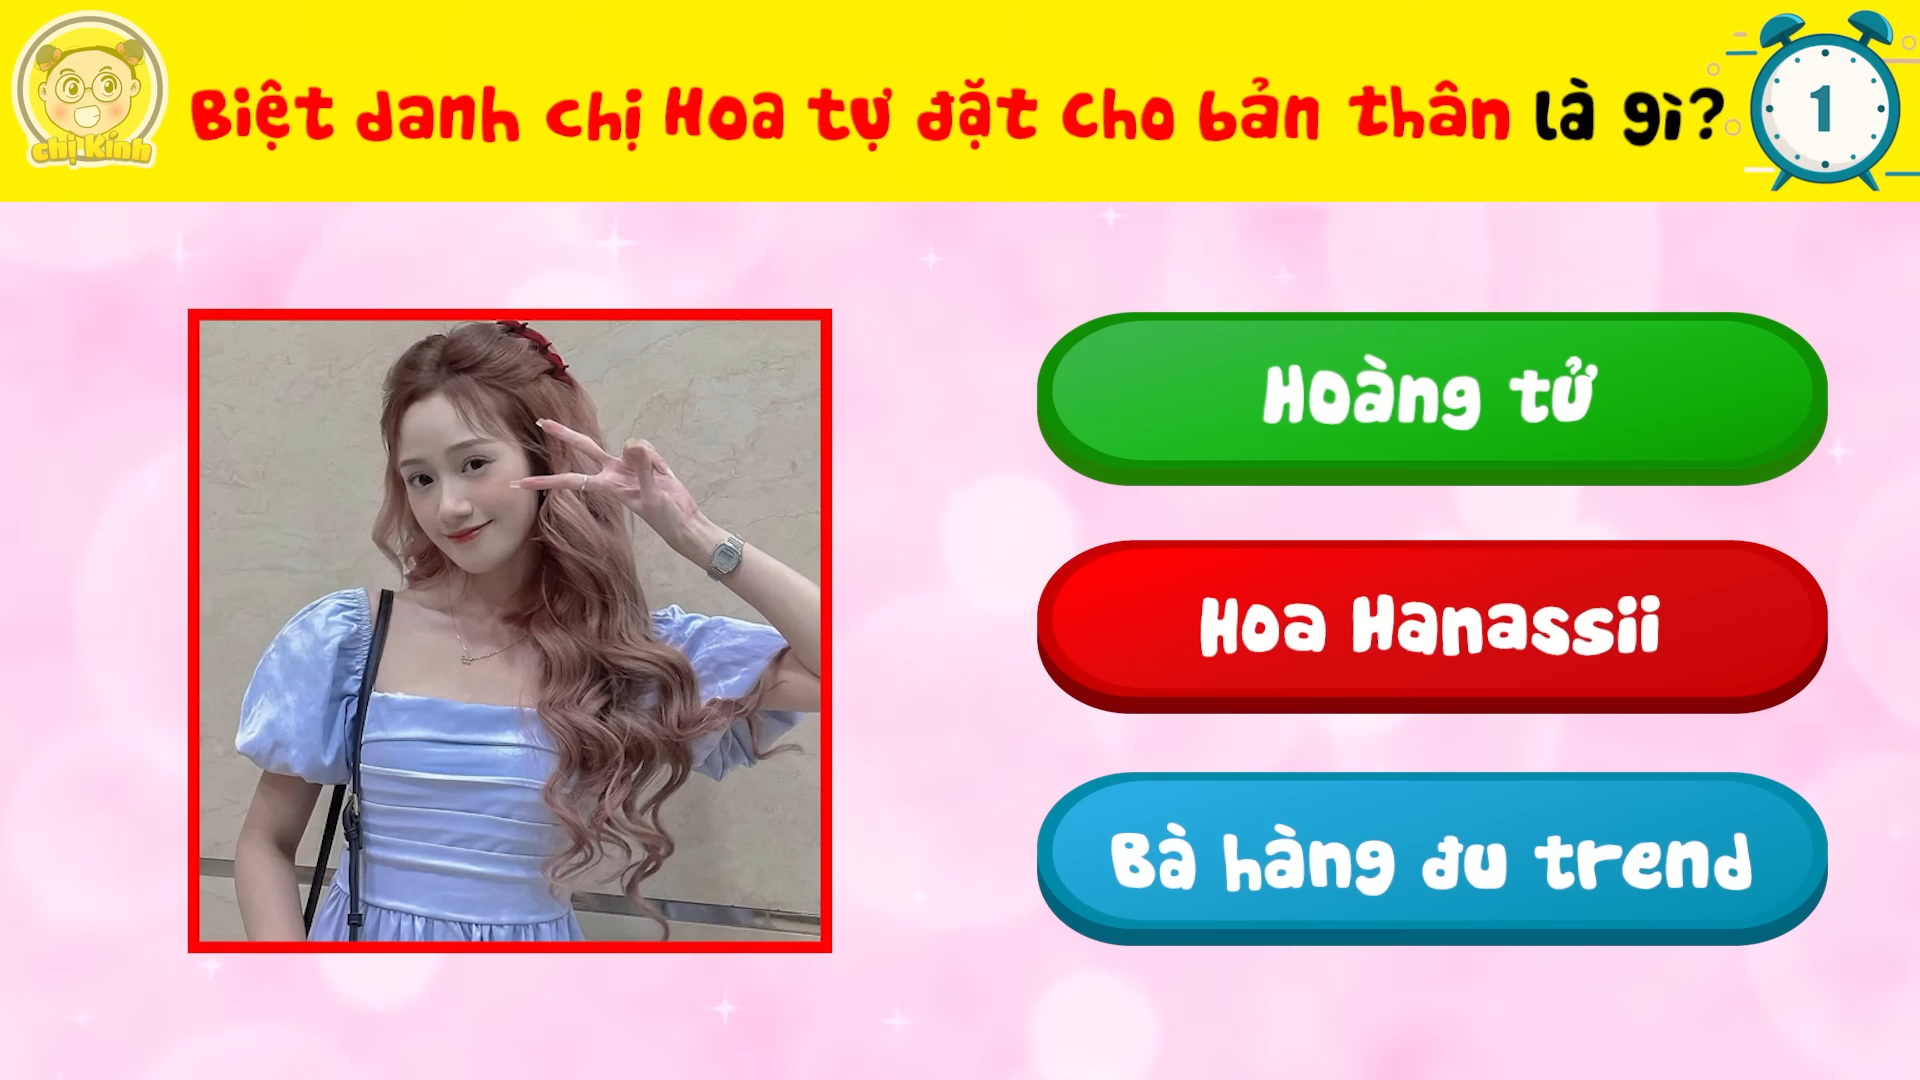 chị Kính
Biệt danh chị Hoa tự đặt cho bản thân là gì?
1
Hoàng tử
Hoa Hanassii
Bà hàng đu trend